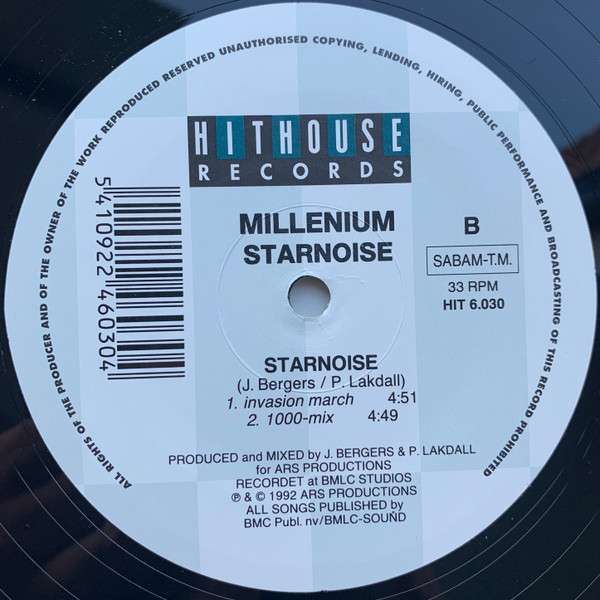 ALL RIGHTS OF THE PRODUCER AND OF THE OWNER OF THE WORK REPRODUCED RESERVED UNAUTHORISED COPYING, LENDING, HIRING, PUBLIC PERFORMANCE AND BROADCASTING OF THIS RECORD PROHIBITED
HITHOUSE
RECORDS
5410922460304
MILLENIUM
STARNOISE
B
SABAM-T.M.
33 RPM
HIT 6.030
STARNOISE
(J. Bergers / P. Lakdall)
1. invasion march 4:51
2. 1000-mix 4:49
PRODUCED and MIXED by J. BERGERS & P. LAKDALL
for ARS PRODUCTIONS
RECORDET at BMLC STUDIOS
℗ & © 1992 ARS PRODUCTIONS
ALL SONGS PUBLISHED by
BMC Publ. nv/BMLC-SOUND